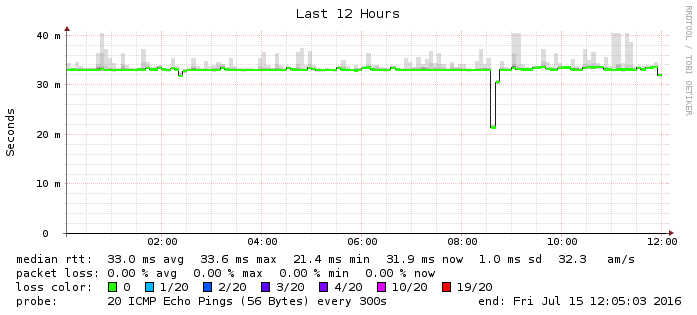 Last 12 Hours
RRDTOOL / TOBI OETIKER
Seconds
40 m
30 m
20 m
10 m
0
02:00 04:00 06:00 08:00 10:00 12:00
median rtt: 33.0 ms avg 33.6 ms max 21.4 ms min 31.9 ms now 1.0 ms sd 32.3 am/s
packet loss: 0.00 % avg 0.00 % max 0.00 % min 0.00 % now
loss color: 0 1/20 2/20 3/20 4/20 10/20 19/20
probe: 20 ICMP Echo Pings (56 Bytes) every 300s end: Fri Jul 15 12:05:03 2016